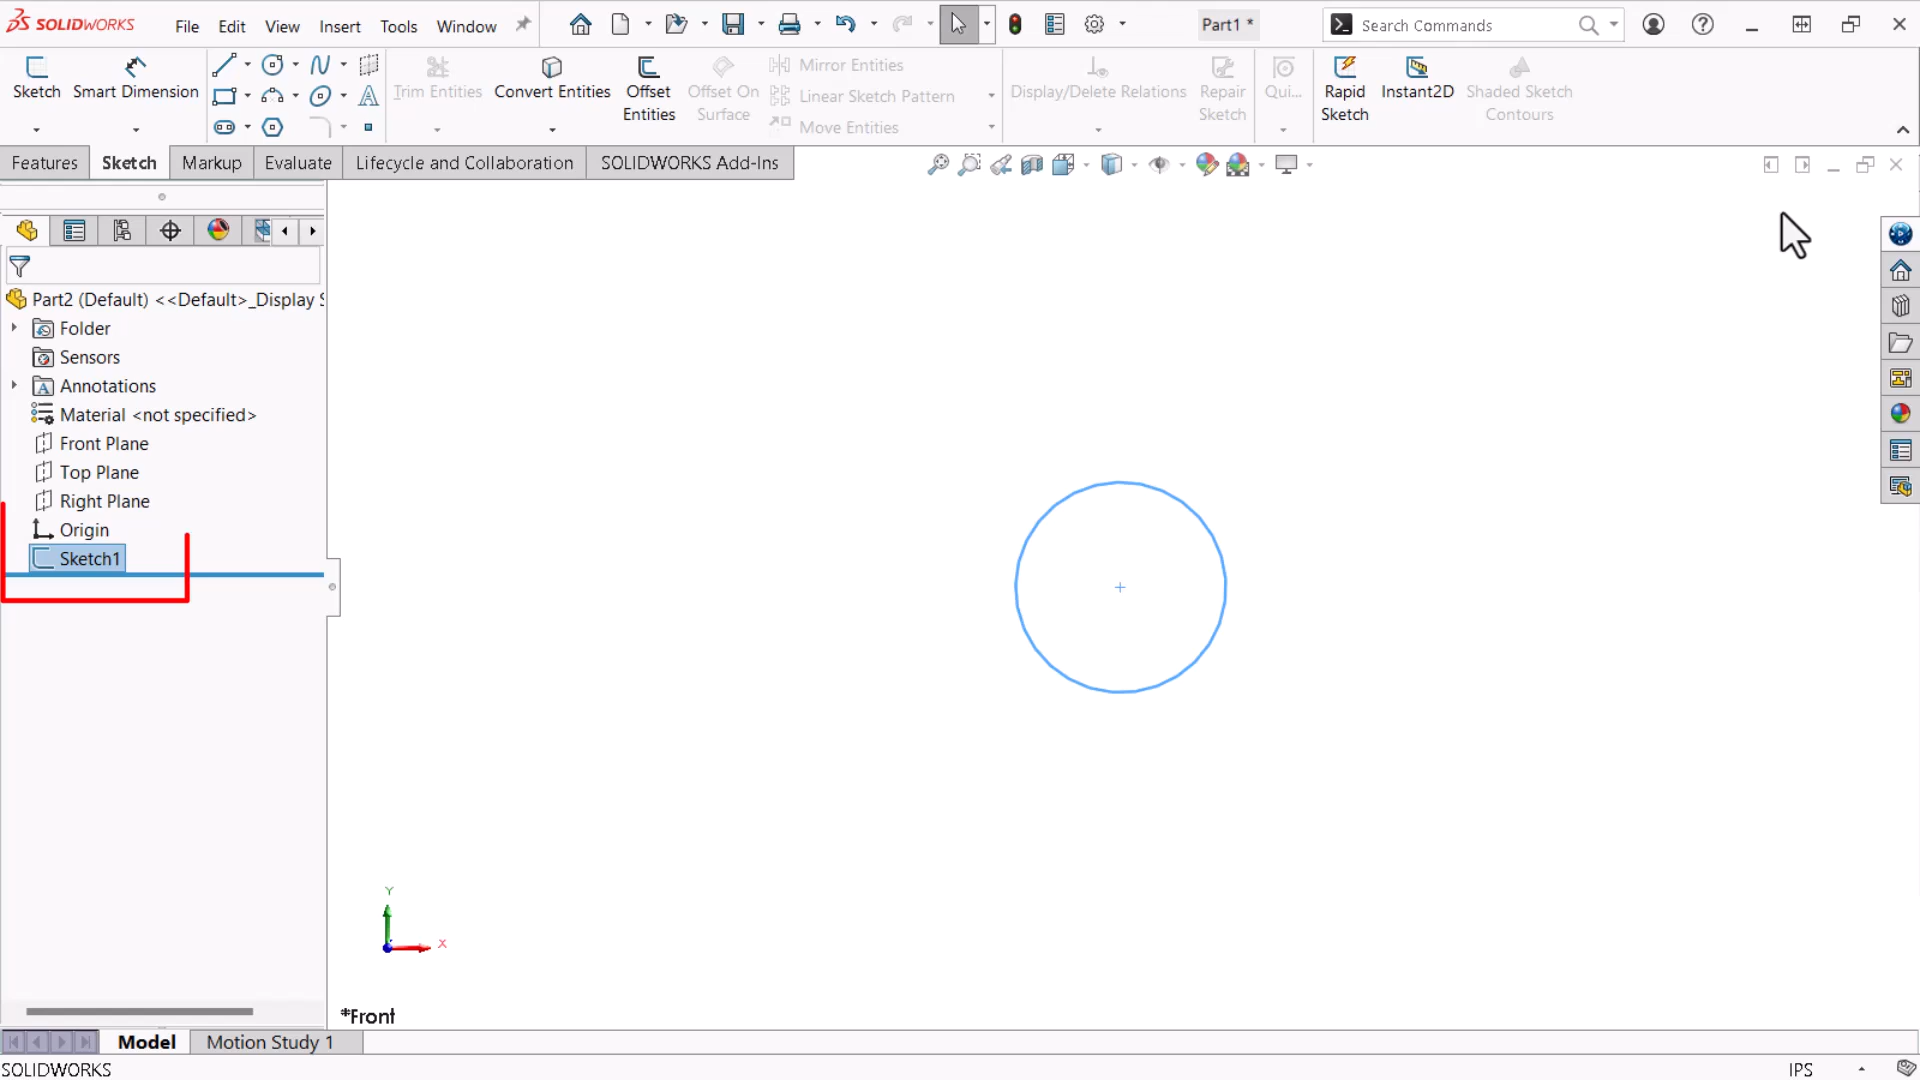 SOLIDWORKS File Edit View Insert Tools Window Part1 * Search Commands
Sketch Smart Dimension Trim Entities Convert Entities Offset Entities Offset On Surface Mirror Entities Linear Sketch Pattern Move Entities Display/Delete Relations Repair Sketch Qui... Rapid Sketch Instant2D Shaded Sketch Contours
Features Sketch Markup Evaluate Lifecycle and Collaboration SOLIDWORKS Add-Ins
Part2 (Default) <<Default>_Display S
Folder
Sensors
Annotations
Material <not specified>
Front Plane
Top Plane
Right Plane
Origin
Sketch1
Y
X
*Front
Model Motion Study 1
SOLIDWORKS IPS